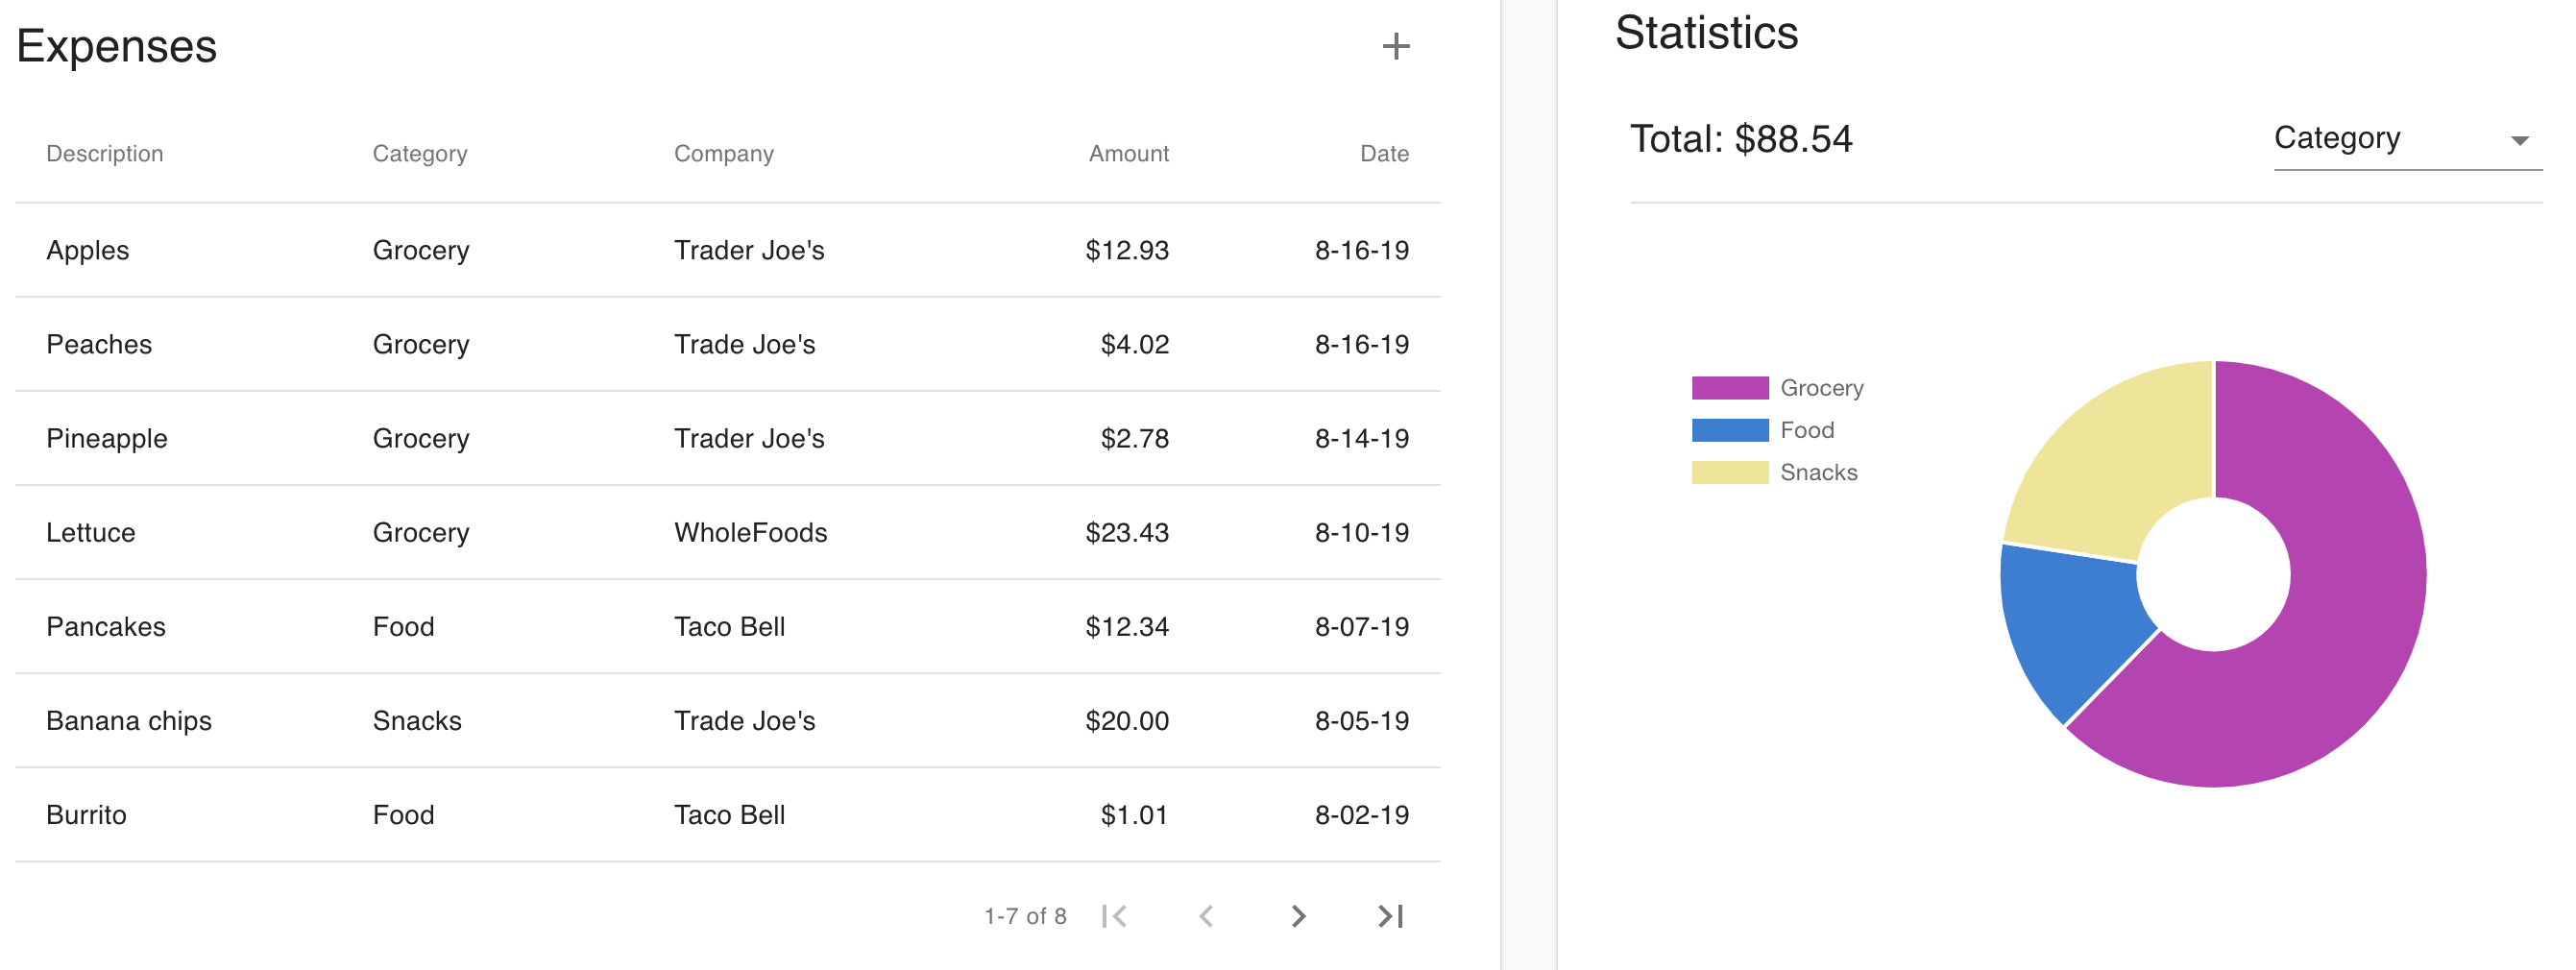 Expenses
Description Category Company Amount Date
Apples Grocery Trader Joe's $12.93 8-16-19
Peaches Grocery Trade Joe's $4.02 8-16-19
Pineapple Grocery Trader Joe's $2.78 8-14-19
Lettuce Grocery WholeFoods $23.43 8-10-19
Pancakes Food Taco Bell $12.34 8-07-19
Banana chips Snacks Trade Joe's $20.00 8-05-19
Burrito Food Taco Bell $1.01 8-02-19
1-7 of 8
Statistics
Total: $88.54 Category
Grocery
Food
Snacks